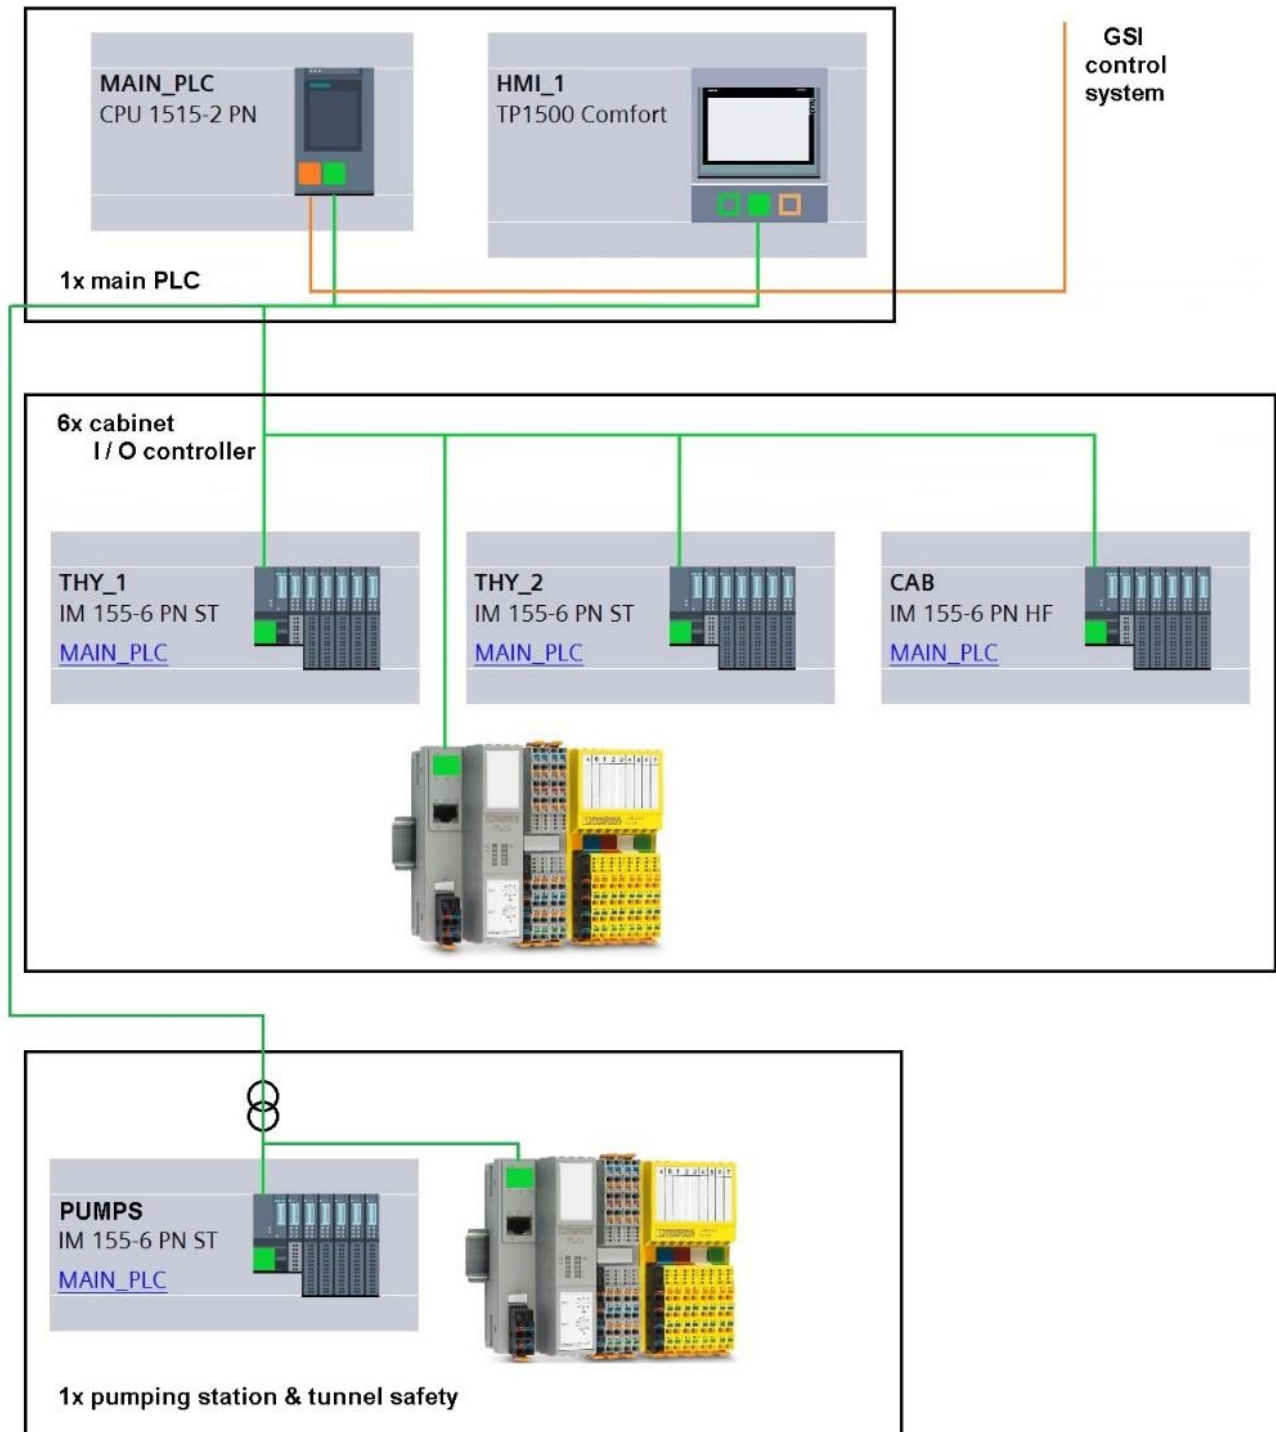 MAIN_PLC
CPU 1515-2 PN
HMI_1
TP1500 Comfort
GSI
control
system
1x main PLC
6x cabinet
I / O controller
THY_1
IM 155-6 PN ST
MAIN_PLC
THY_2
IM 155-6 PN ST
MAIN_PLC
CAB
IM 155-6 PN HF
MAIN_PLC
PUMPS
IM 155-6 PN ST
MAIN_PLC
1x pumping station & tunnel safety